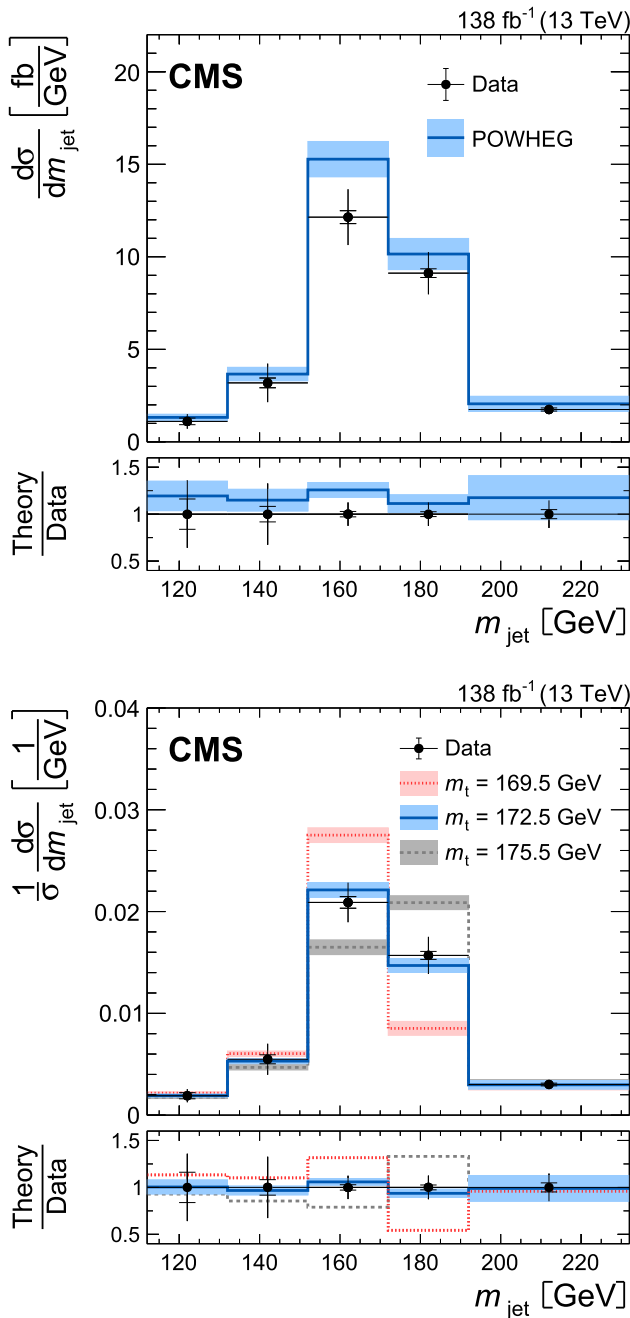 138 fb⁻¹ (13 TeV)
dσ/dm_jet [fb/GeV]
CMS
Data
POWHEG
20
15
10
5
0
Theory/Data
1.5
1
0.5
120 140 160 180 200 220
m_jet [GeV]
138 fb⁻¹ (13 TeV)
1/σ dσ/dm_jet [1/GeV]
CMS
Data
m_t = 169.5 GeV
m_t = 172.5 GeV
m_t = 175.5 GeV
0.04
0.03
0.02
0.01
0
Theory/Data
1.5
1
0.5
120 140 160 180 200 220
m_jet [GeV]